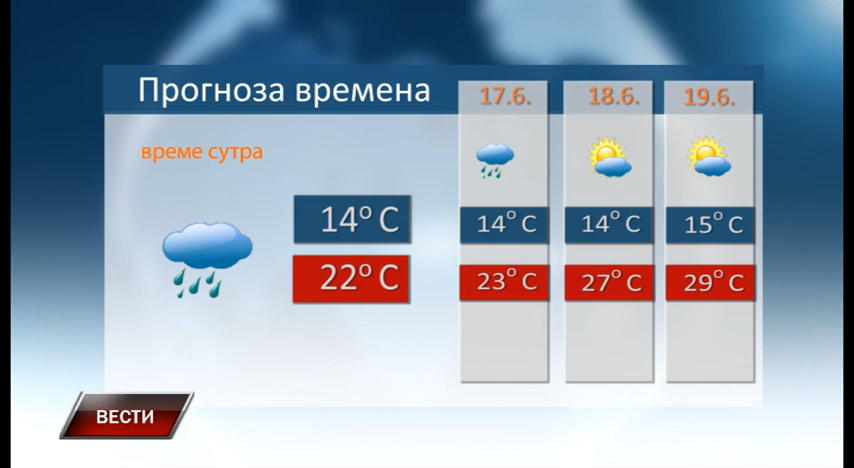 Прогноза времена
време сутра
14° C
22° C
17.6.
14° C
23° C
18.6.
14° C
27° C
19.6.
15° C
29° C
ВЕСТИ